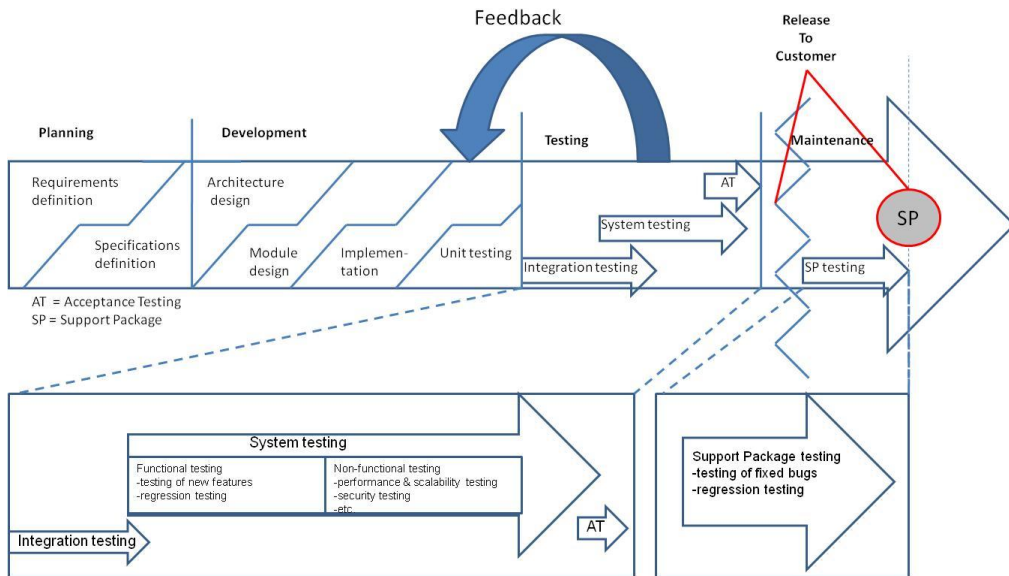 Feedback
Release
To
Customer
Planning
Development
Testing
Maintenance
Requirements
definition
Specifications
definition
Architecture
design
Module
design
Implemen-
tation
Unit testing
AT
System testing
Integration testing
SP
SP testing
AT = Acceptance Testing
SP = Support Package
System testing
Functional testing
-testing of new features
-regression testing
Non-functional testing
-performance & scalability testing
-security testing
-etc.
Integration testing
AT
Support Package testing
-testing of fixed bugs
-regression testing